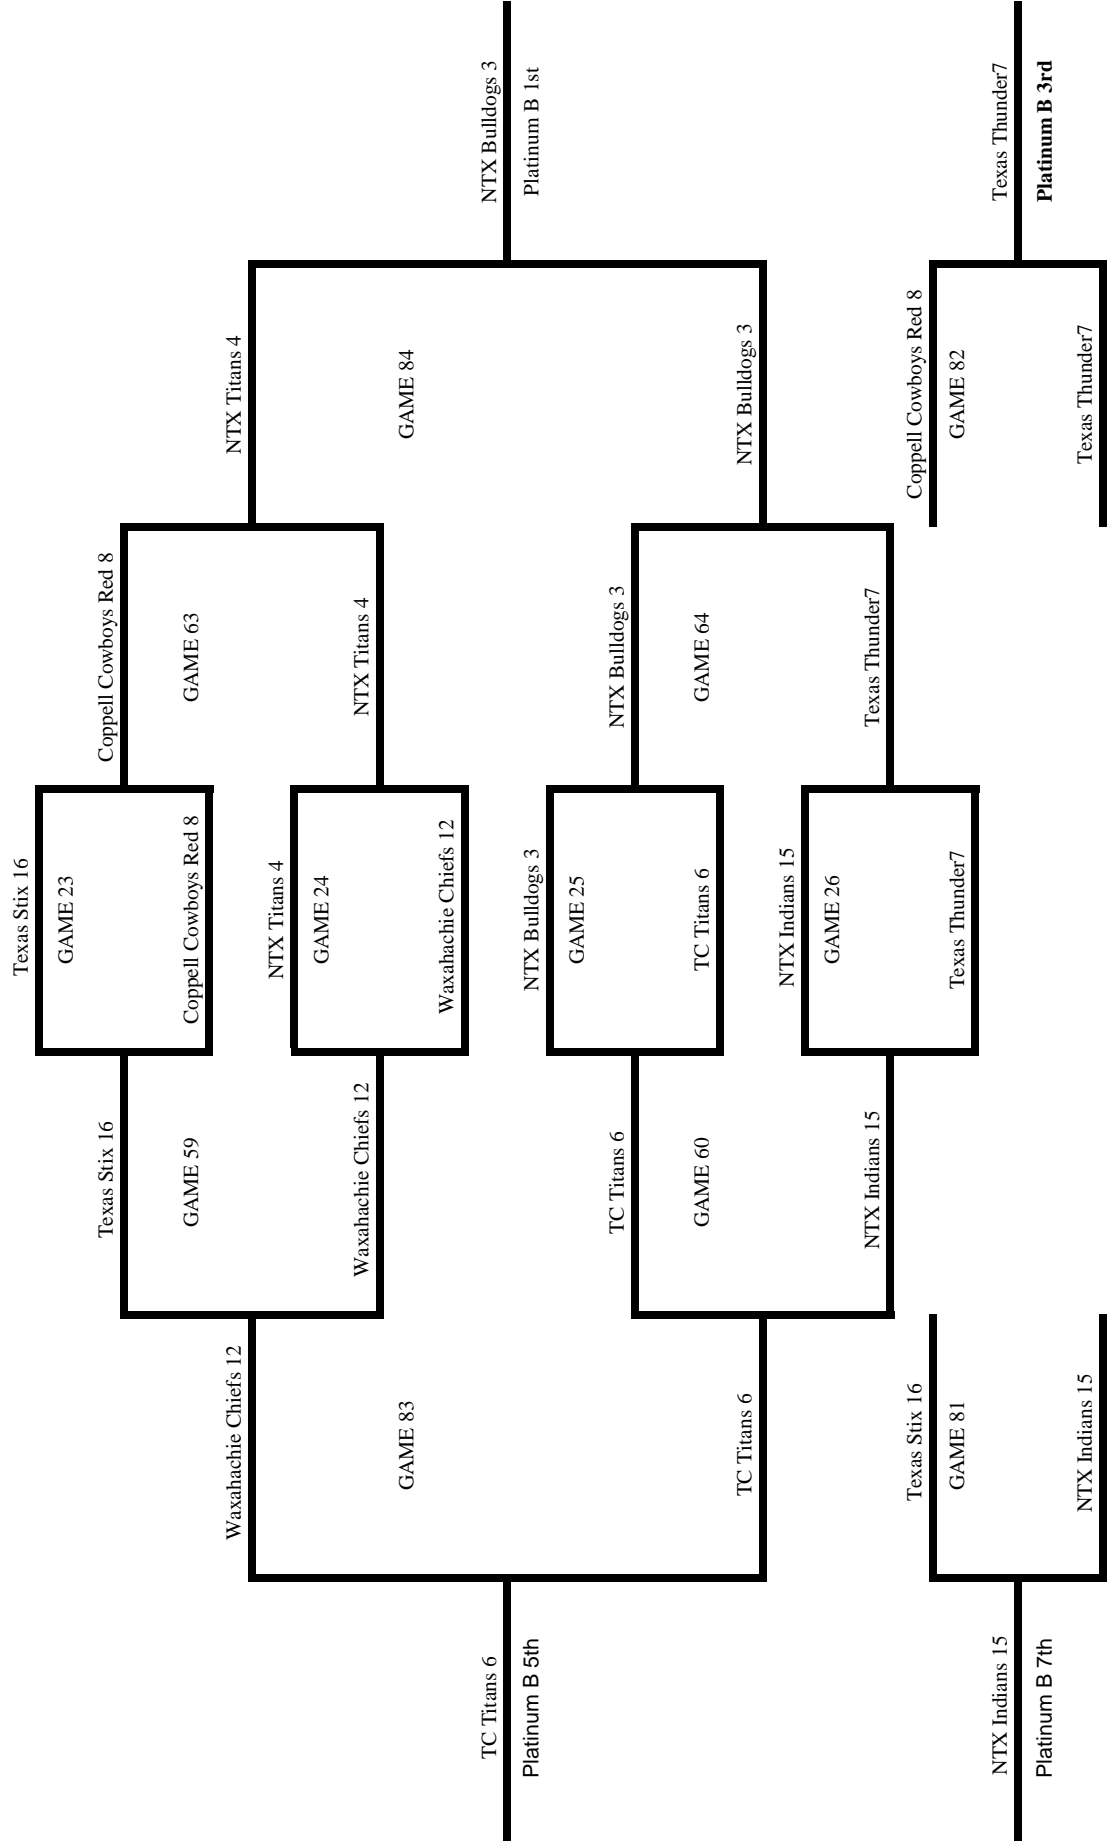 Texas Stix 16
GAME 23
Coppell Cowboys Red 8
NTX Titans 4
GAME 24
Waxahachie Chiefs 12
NTX Bulldogs 3
GAME 25
TC Titans 6
NTX Indians 15
GAME 26
Texas Thunder7
Coppell Cowboys Red 8
GAME 63
NTX Titans 4
NTX Bulldogs 3
GAME 64
Texas Thunder7
NTX Titans 4
GAME 84
NTX Bulldogs 3
Coppell Cowboys Red 8
GAME 82
Texas Thunder7
NTX Bulldogs 3
Platinum B 1st
Texas Thunder7
Platinum B 3rd
Texas Stix 16
GAME 59
Waxahachie Chiefs 12
TC Titans 6
GAME 60
NTX Indians 15
Waxahachie Chiefs 12
GAME 83
TC Titans 6
Texas Stix 16
GAME 81
NTX Indians 15
TC Titans 6
Platinum B 5th
NTX Indians 15
Platinum B 7th